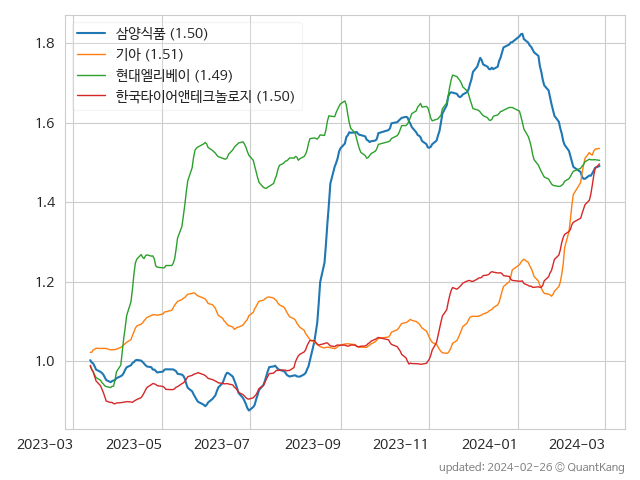 삼양식품 (1.50)
기아 (1.51)
현대엘리베이 (1.49)
한국타이어앤테크놀로지 (1.50)
1.8
1.6
1.4
1.2
1.0
2023-03 2023-05 2023-07 2023-09 2023-11 2024-01 2024-03
updated: 2024-02-26 © QuantKang